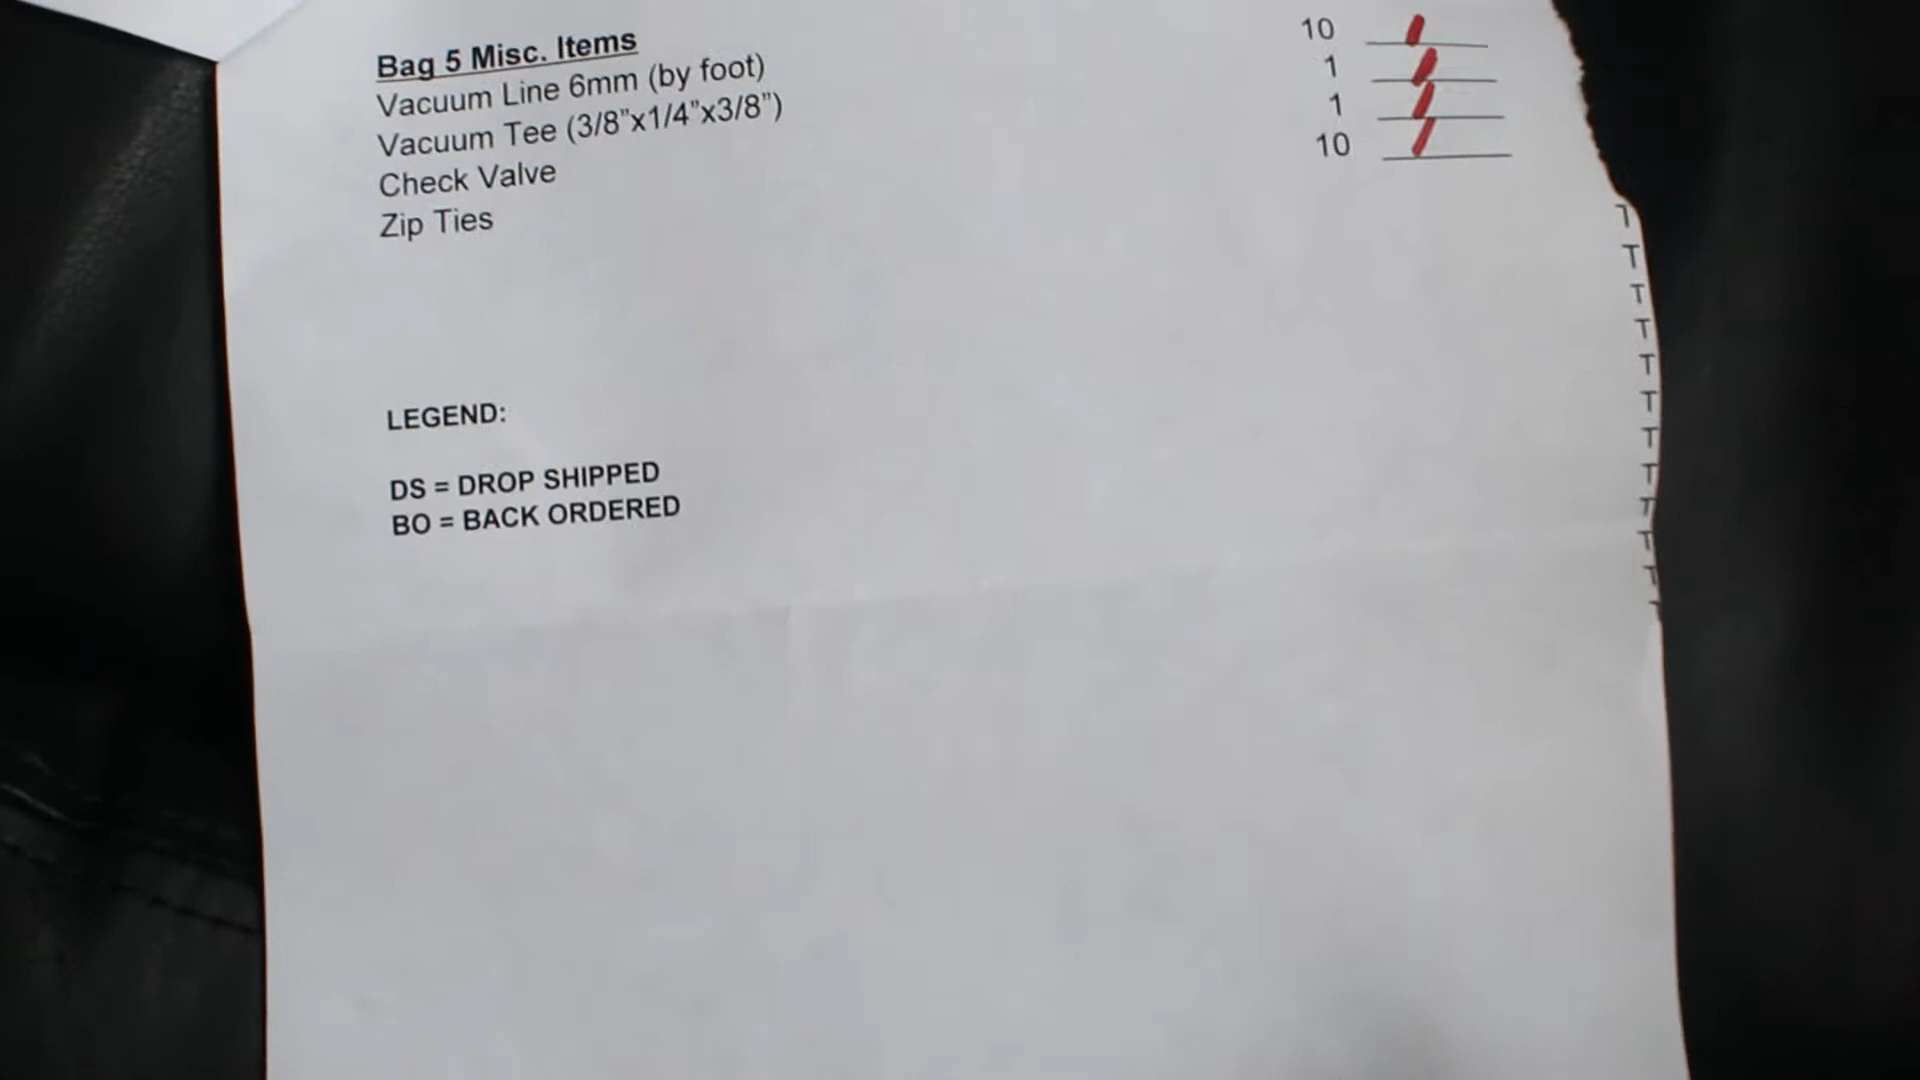 Bag 5 Misc. Items
Vacuum Line 6mm (by foot) 10
Vacuum Tee (3/8”x1/4”x3/8”) 1
Check Valve 1
Zip Ties 10
T
T
T
T
T
T
T
T
T
T
T
LEGEND:
DS = DROP SHIPPED
BO = BACK ORDERED